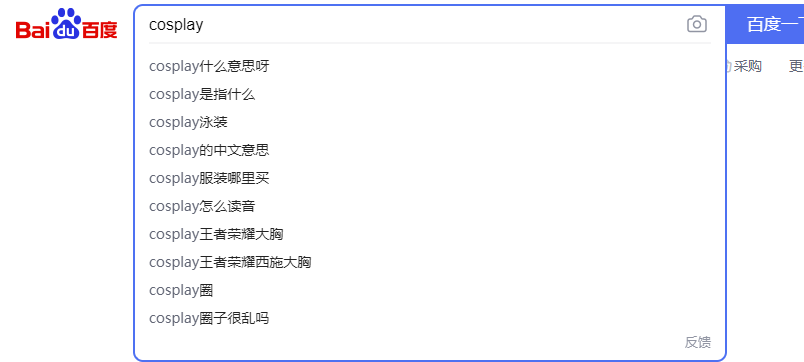 Bai du 百度
cosplay
百度一下
cosplay什么意思呀
采购
更
cosplay是指什么
cosplay泳装
cosplay的中文意思
cosplay服装哪里买
cosplay怎么读音
cosplay王者荣耀大胸
cosplay王者荣耀西施大胸
cosplay圈
cosplay圈子很乱吗
反馈